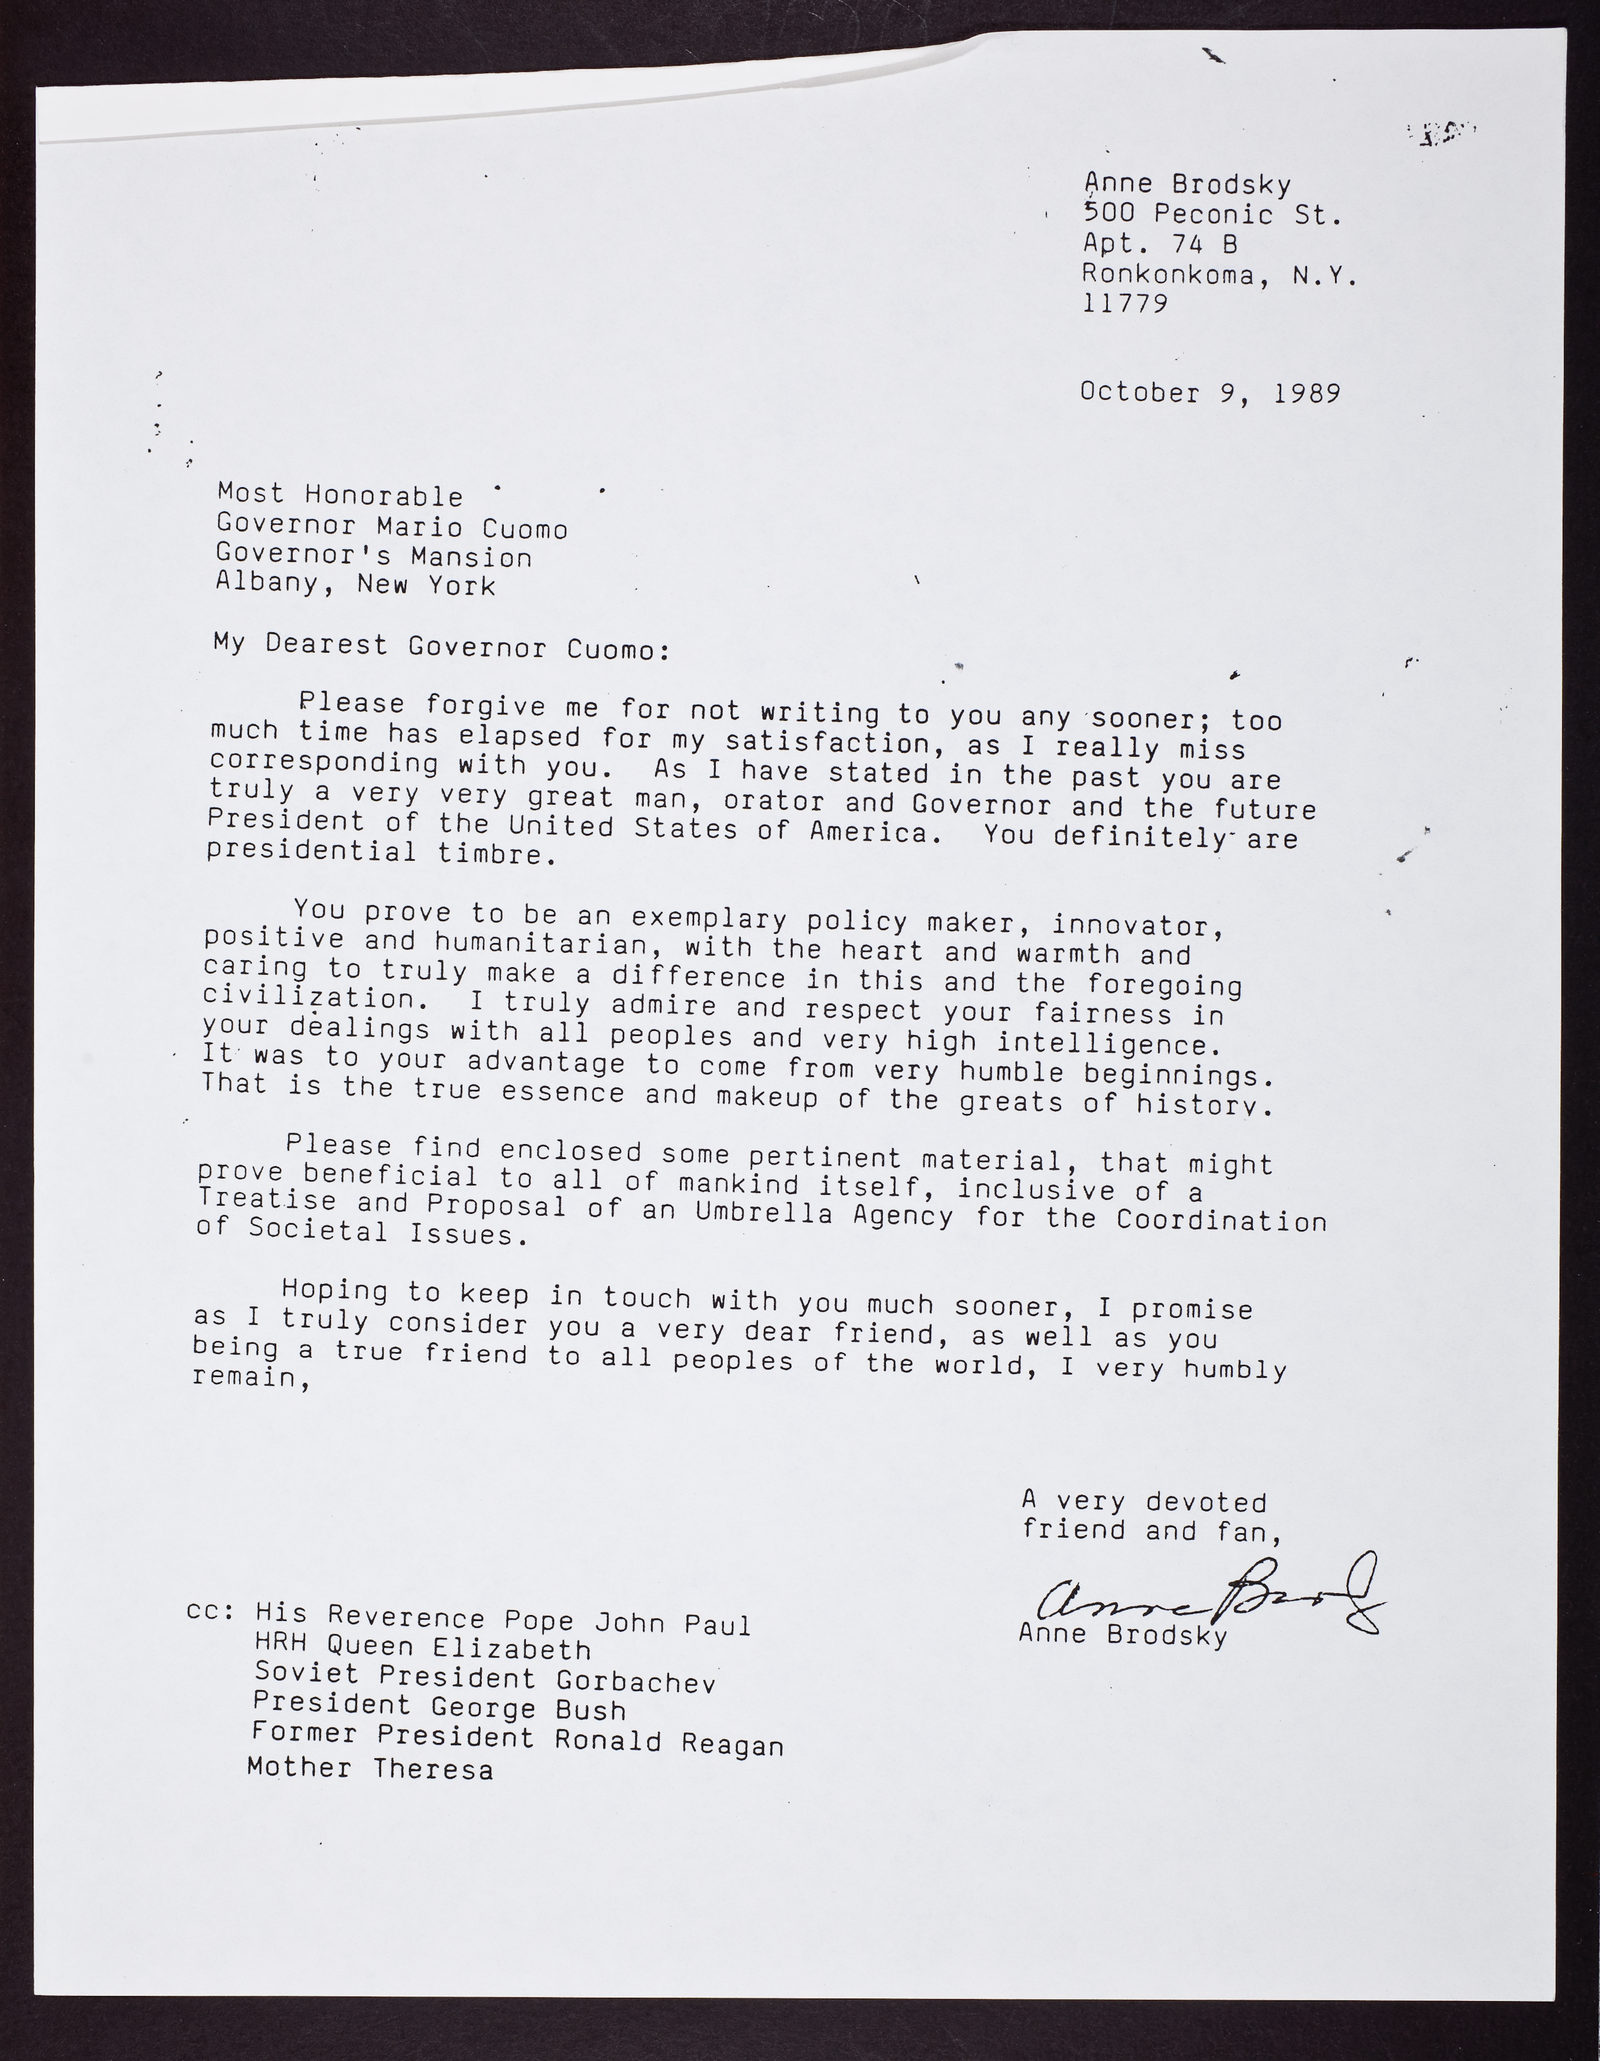 Anne Brodsky
500 Peconic St.
Apt. 74 B
Ronkonkoma, N.Y.
11779
October 9, 1989
Most Honorable
Governor Mario Cuomo
Governor's Mansion
Albany, New York
My Dearest Governor Cuomo:
Please forgive me for not writing to you any sooner; too
much time has elapsed for my satisfaction, as I really miss
corresponding with you.  As I have stated in the past you are
truly a very very great man, orator and Governor and the future
President of the United States of America.  You definitely are
presidential timbre.
You prove to be an exemplary policy maker, innovator,
positive and humanitarian, with the heart and warmth and
caring to truly make a difference in this and the foregoing
civilization.  I truly admire and respect your fairness in
your dealings with all peoples and very high intelligence.
It was to your advantage to come from very humble beginnings.
That is the true essence and makeup of the greats of history.
Please find enclosed some pertinent material, that might
prove beneficial to all of mankind itself, inclusive of a
Treatise and Proposal of an Umbrella Agency for the Coordination
of Societal Issues.
Hoping to keep in touch with you much sooner, I promise
as I truly consider you a very dear friend, as well as you
being a true friend to all peoples of the world, I very humbly
remain,
A very devoted
friend and fan,
Anne Brodsky
Anne Brodsky
cc: His Reverence Pope John Paul
HRH Queen Elizabeth
Soviet President Gorbachev
President George Bush
Former President Ronald Reagan
Mother Theresa